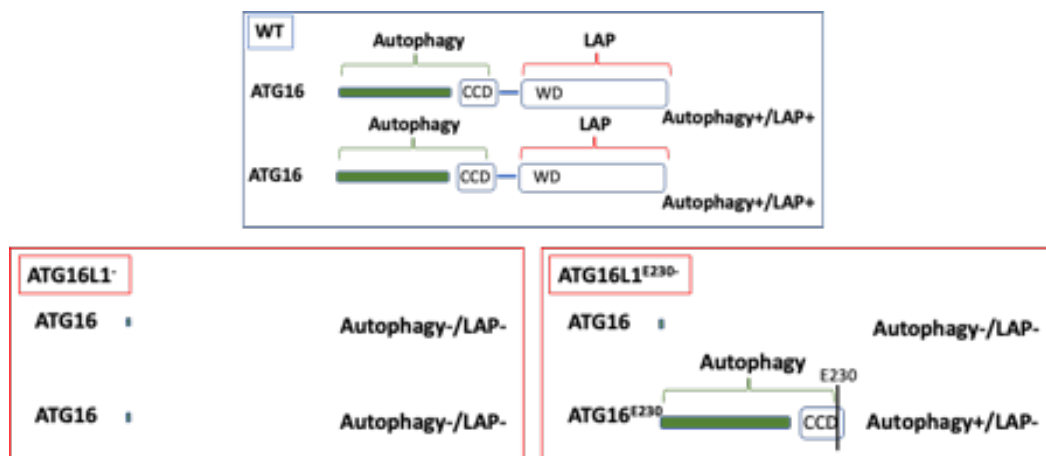 WT
Autophagy LAP
ATG16 CCD WD
Autophagy+/LAP+
Autophagy LAP
ATG16 CCD WD
Autophagy+/LAP+
ATG16L1-
ATG16 Autophagy-/LAP-
ATG16 Autophagy-/LAP-
ATG16L1E230-
ATG16 Autophagy-/LAP-
Autophagy E230
ATG16E230 CCD Autophagy+/LAP-